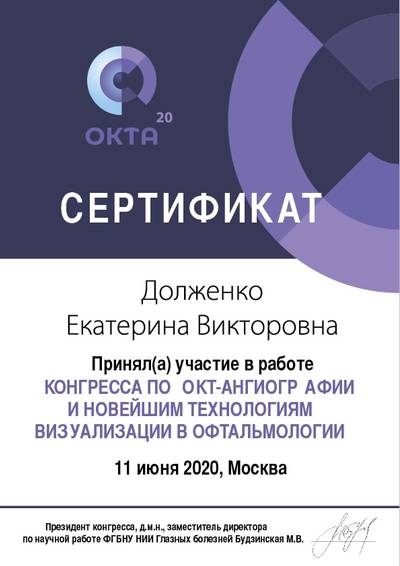 20
ОКТА
СЕРТИФИКАТ
Долженко
Екатерина Викторовна
Принял(а) участие в работе
КОНГРЕССА ПО ОКТ-АНГИОГР АФИИ
И НОВЕЙШИМ ТЕХНОЛОГИЯМ
ВИЗУАЛИЗАЦИИ В ОФТАЛЬМОЛОГИИ
11 июня 2020, Москва
Президент конгресса, д.м.н., заместитель директора
по научной работе ФГБНУ НИИ Глазных болезней Будзинская М.В.